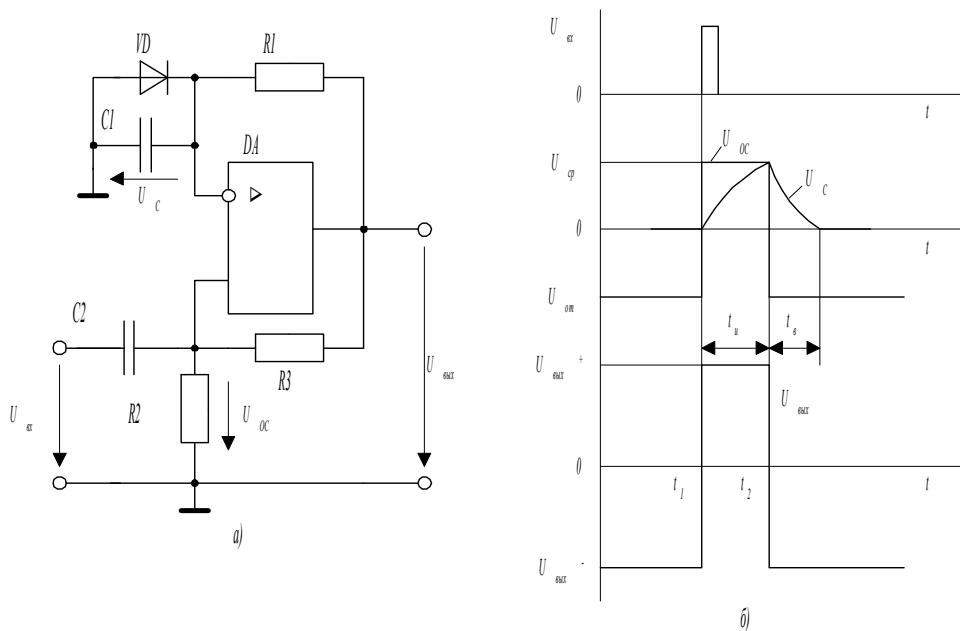 VD
R1
C1
DA
U C
C2
R3
R2
U вх
U ОС
U вых
а)
U вх
0
t
U ОС
U ср
U C
0
t
U от
t и
t в
U вых +
U вых
0
t 1
t 2
t
U вых -
б)